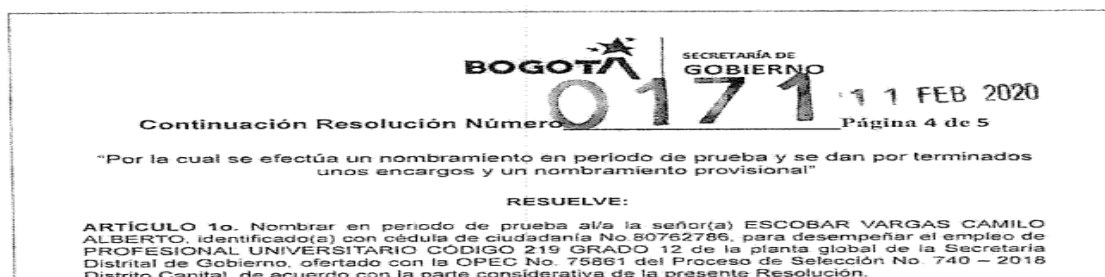 BOGOTÁ
SECRETARÍA DE
GOBIERNO
0171
11 FEB 2020
Continuación Resolución Número
Página 4 de 5
"Por la cual se efectúa un nombramiento en periodo de prueba y se dan por terminados
unos encargos y un nombramiento provisional"
RESUELVE:
ARTÍCULO 1o. Nombrar en periodo de prueba al/a la señor(a) ESCOBAR VARGAS CAMILO
ALBERTO, identificado(a) con cédula de ciudadanía No.80762786, para desempeñar el empleo de
PROFESIONAL UNIVERSITARIO CÓDIGO 219 GRADO 12 de la planta global de la Secretaría
Distrital de Gobierno, ofertado con la OPEC No. 75861 del Proceso de Selección No. 740 – 2018
Distrito Capital, de acuerdo con la parte considerativa de la presente Resolución.